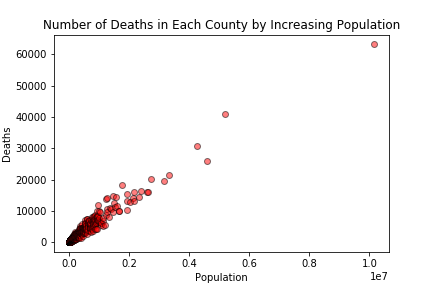 Number of Deaths in Each County by Increasing Population
60000
50000
40000
30000
20000
10000
0
Deaths
0.0 0.2 0.4 0.6 0.8 1.0
1e7
Population